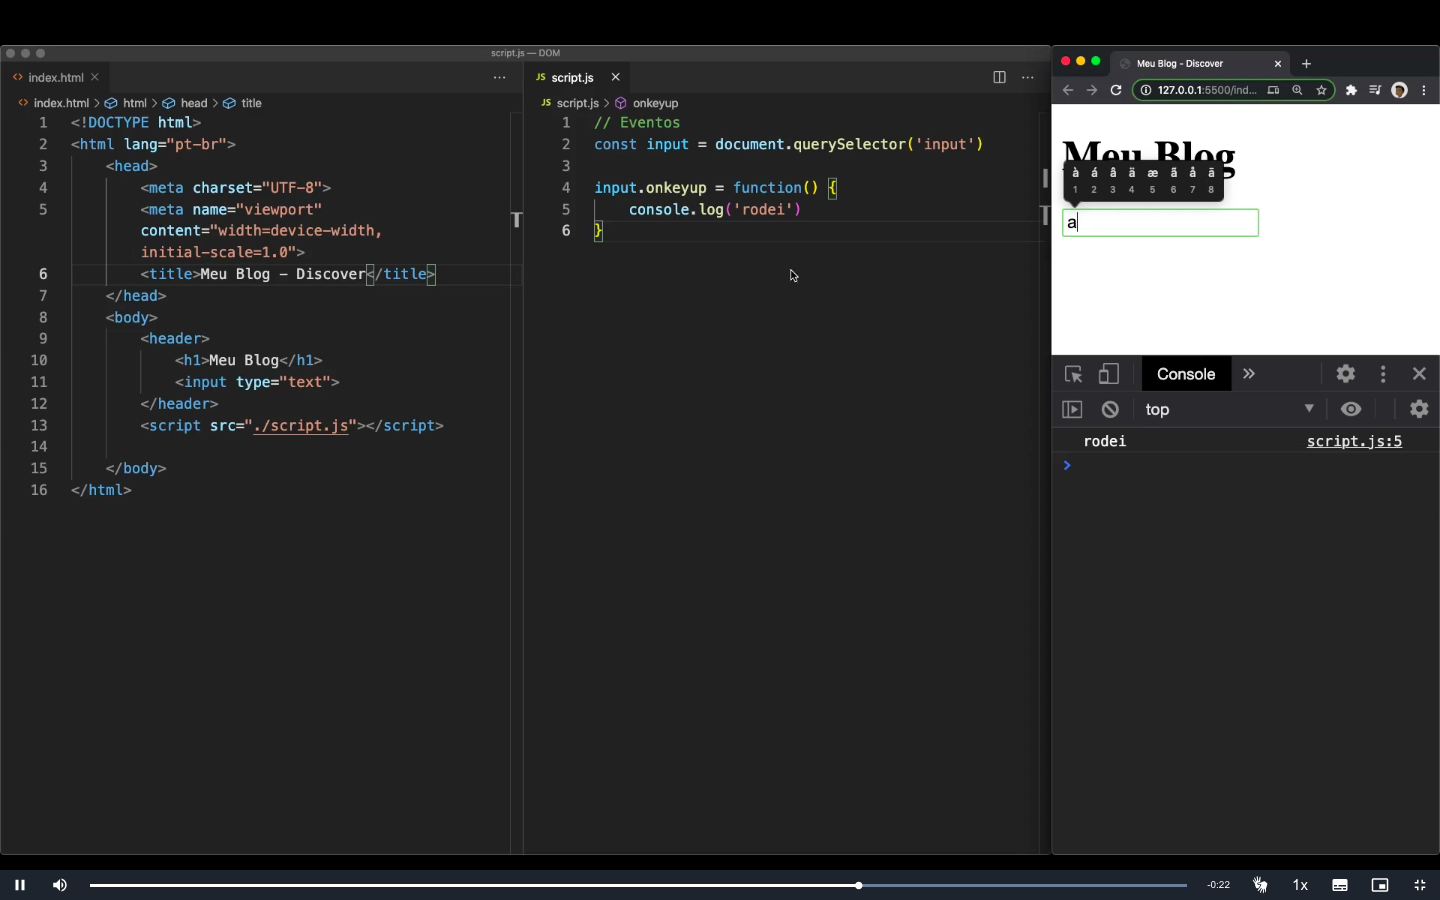 script.js — DOM
index.html
index.html > html > head > title
1 <!DOCTYPE html>
2 <html lang="pt-br">
3 <head>
4 <meta charset="UTF-8">
5 <meta name="viewport"
content="width=device-width,
initial-scale=1.0">
6 <title>Meu Blog - Discover</title>
7 </head>
8 <body>
9 <header>
10 <h1>Meu Blog</h1>
11 <input type="text">
12 </header>
13 <script src="./script.js"></script>
14
15 </body>
16 </html>
JS script.js
JS script.js > onkeyup
1 // Eventos
2 const input = document.querySelector('input')
3
4 input.onkeyup = function() {
5 console.log('rodei')
6 }
Meu Blog - Discover
127.0.0.1:5500/ind...
Meu Blog
à á â ä æ ã å ā
1 2 3 4 5 6 7 8
a
Console
top
rodei script.js:5
-0:22
1x